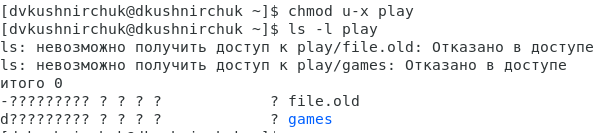 [dvkushnirchuk@dkushnirchuk ~]$ chmod u-x play
[dvkushnirchuk@dkushnirchuk ~]$ ls -l play
ls: невозможно получить доступ к play/file.old: Отказано в доступе
ls: невозможно получить доступ к play/games: Отказано в доступе
итого 0
-????????? ? ? ? ?            ? file.old
d????????? ? ? ? ?            ? games